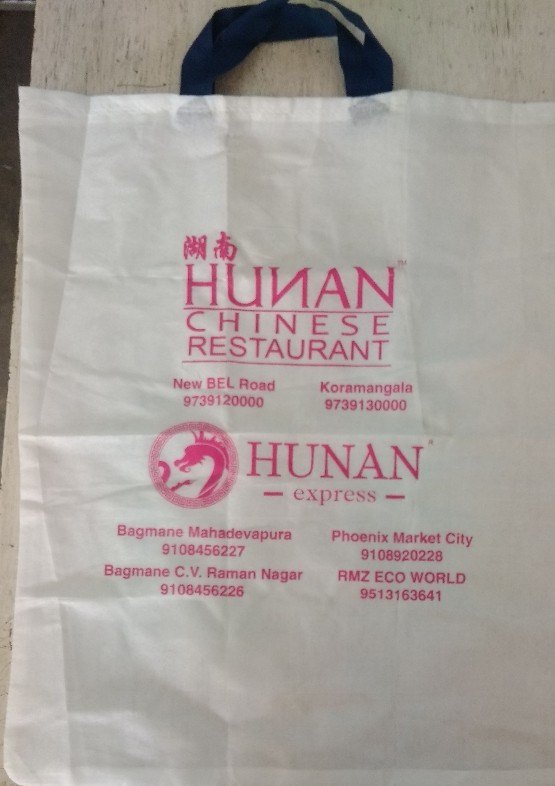 湖南
HUNAN™
CHINESE
RESTAURANT
New BEL Road Koramangala
9739120000 9739130000
HUNAN®
express
Bagmane Mahadevapura Phoenix Market City
9108456227 9108920228
Bagmane C.V. Raman Nagar RMZ ECO WORLD
9108456226 9513163641